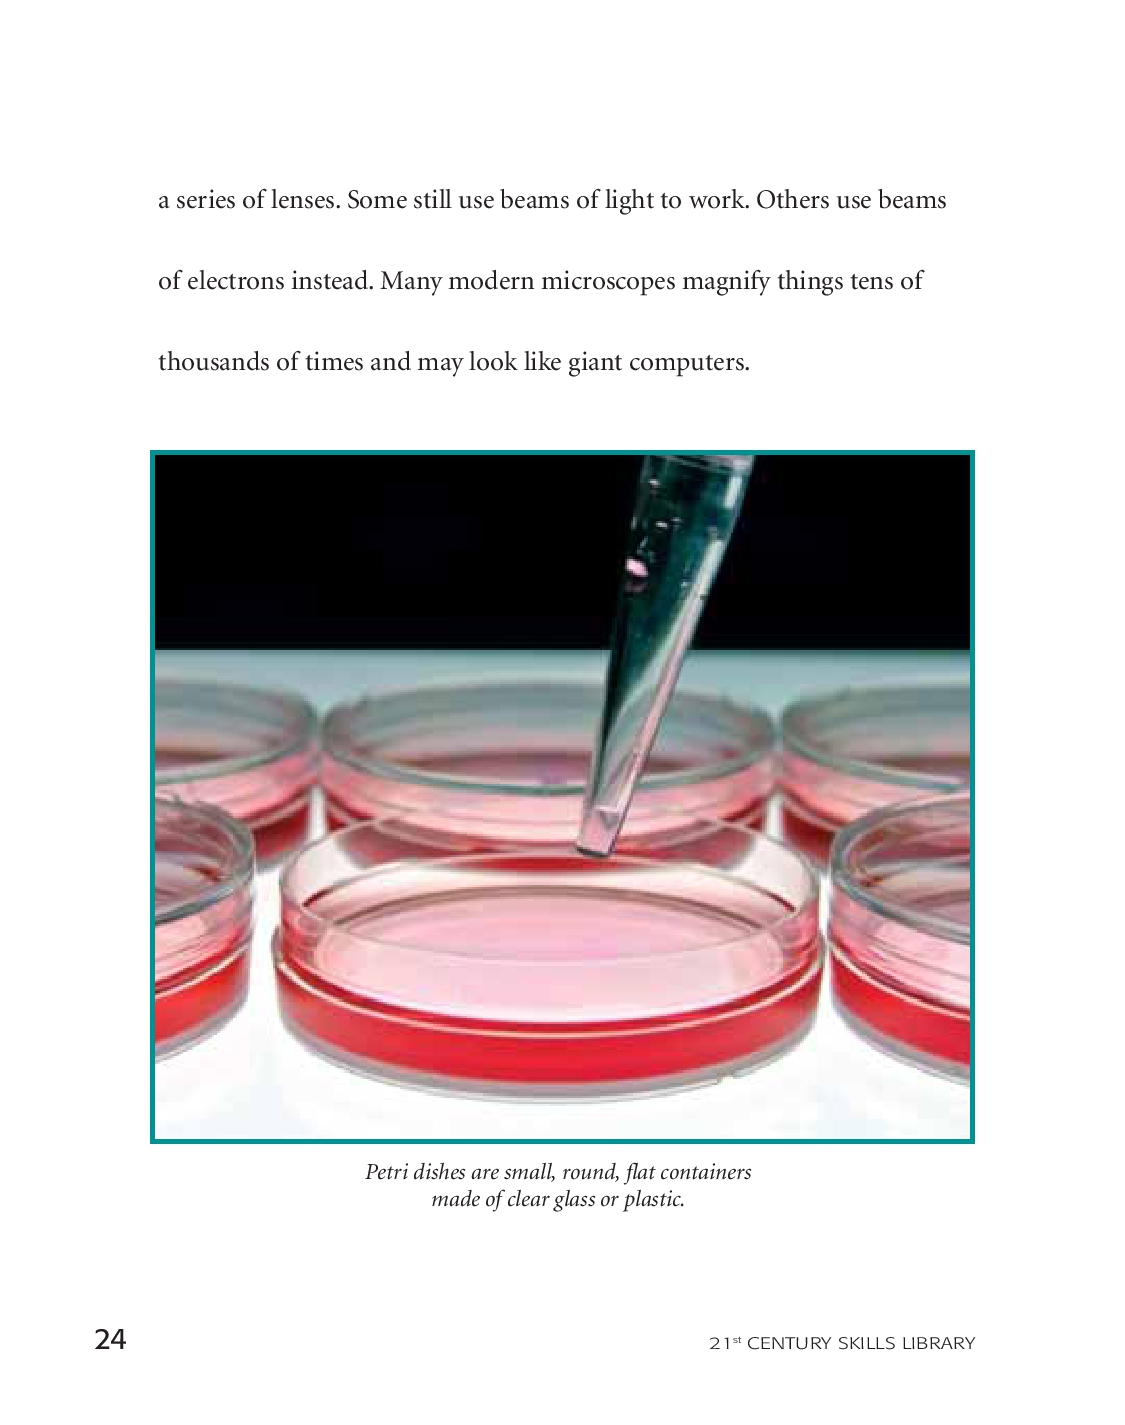 a series of lenses. Some still use beams of light to work. Others use beams
of electrons instead. Many modern microscopes magnify things tens of
thousands of times and may look like giant computers.
Petri dishes are small, round, flat containers
made of clear glass or plastic.
24
21st CENTURY SKILLS LIBRARY